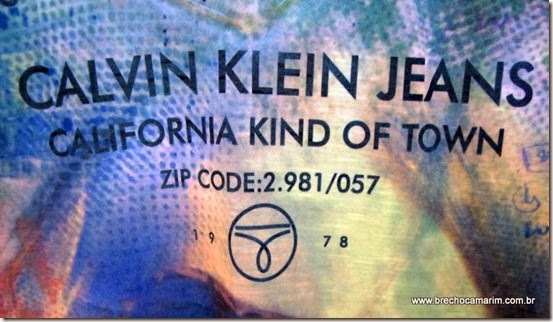 CALVIN KLEIN JEANS
CALIFORNIA KIND OF TOWN
ZIP CODE:2.981/057
19 78
www.brechocamarim.com.br